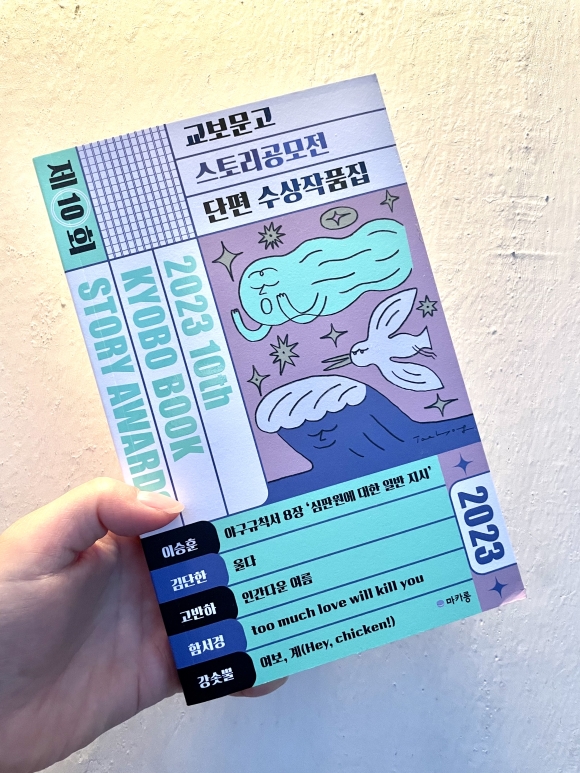 제10회
교보문고
스토리공모전
단편 수상작품집
2023 10th
KYOBO BOOK
STORY AWARDS
이승훈 야구규칙서 8장 '심판원에 대한 일반 지시'
김단한 울다
고반하 인간다운 여름
함서경 too much love will kill you
강솟뿔 여보, 계(Hey, chicken!)
2023
마카롱